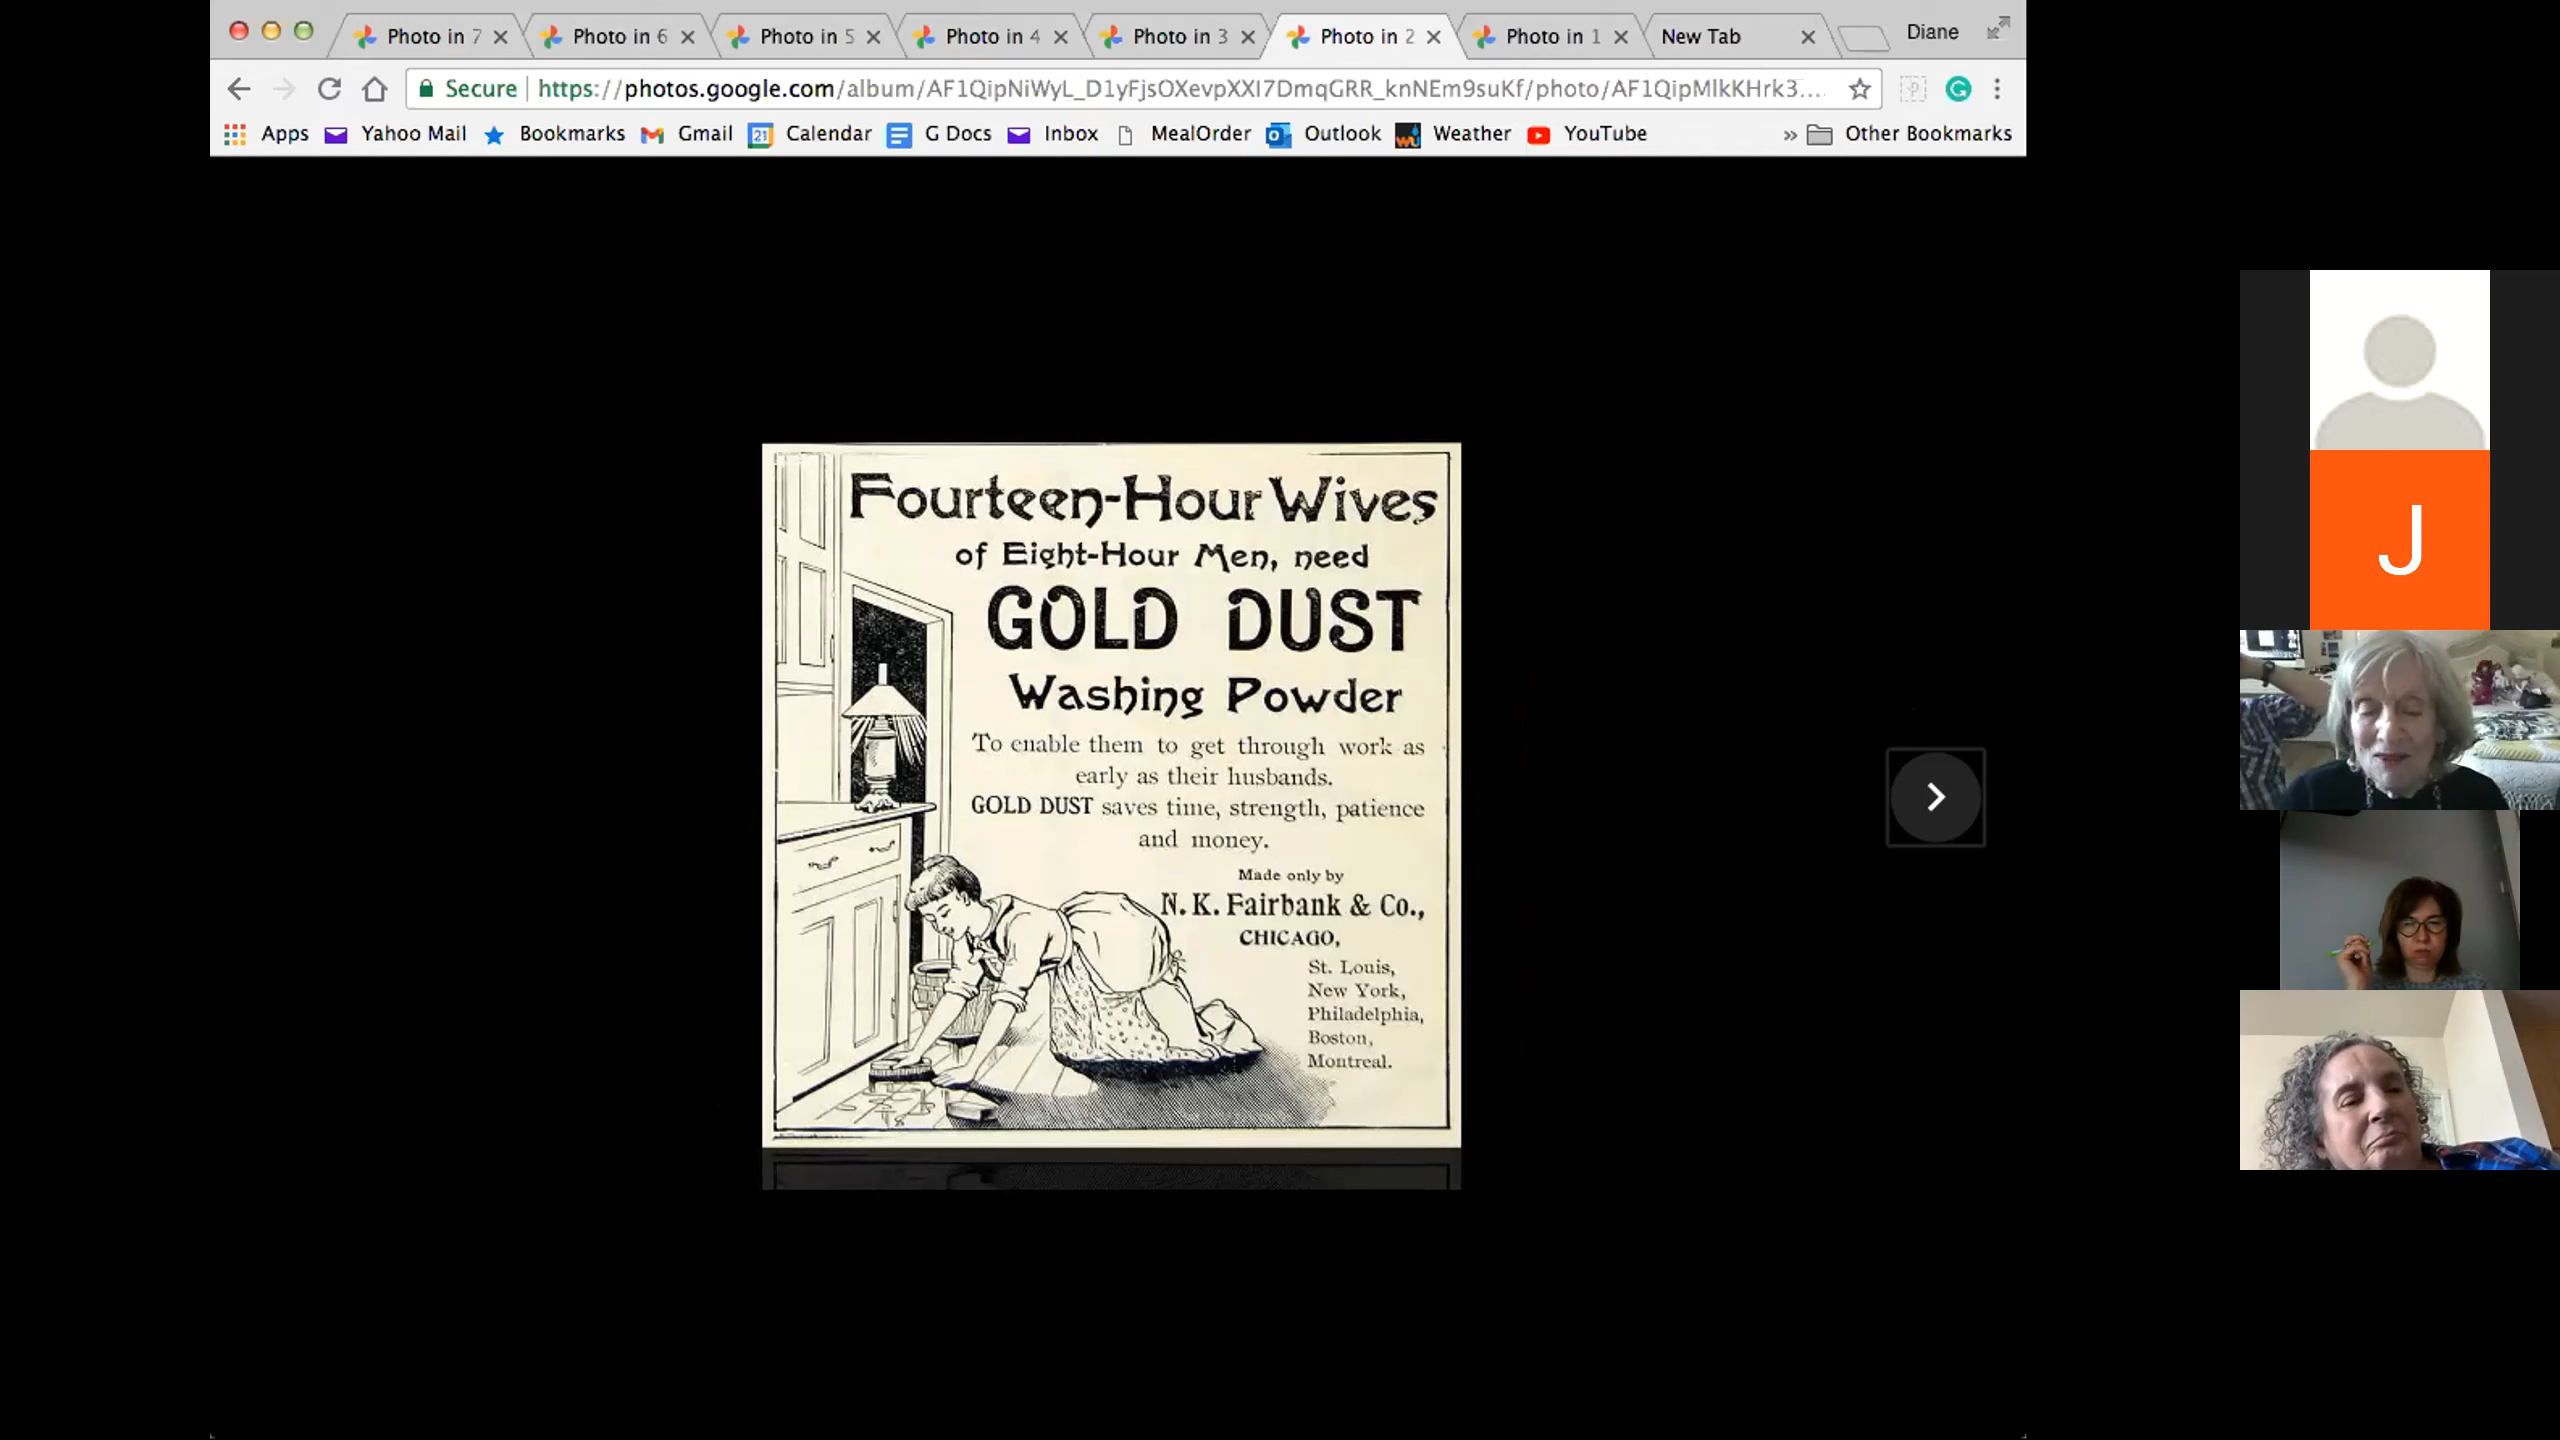 Photo in 7
Photo in 6
Photo in 5
Photo in 4
Photo in 3
Photo in 2
Photo in 1
New Tab
Diane
Secure https://photos.google.com/album/AF1QipNiWyL_D1yFjsOXevpXXI7DmqGRR_knNEm9suKf/photo/AF1QipMlkKHrk3...
Apps Yahoo Mail Bookmarks Gmail 21 Calendar G Docs Inbox MealOrder Outlook Weather YouTube » Other Bookmarks
Fourteen-Hour Wives
of Eight-Hour Men, need
GOLD DUST
Washing Powder
To enable them to get through work as
early as their husbands.
GOLD DUST saves time, strength, patience
and money.
Made only by
N. K. Fairbank & Co.,
CHICAGO,
St. Louis,
New York,
Philadelphia,
Boston,
Montreal.
J